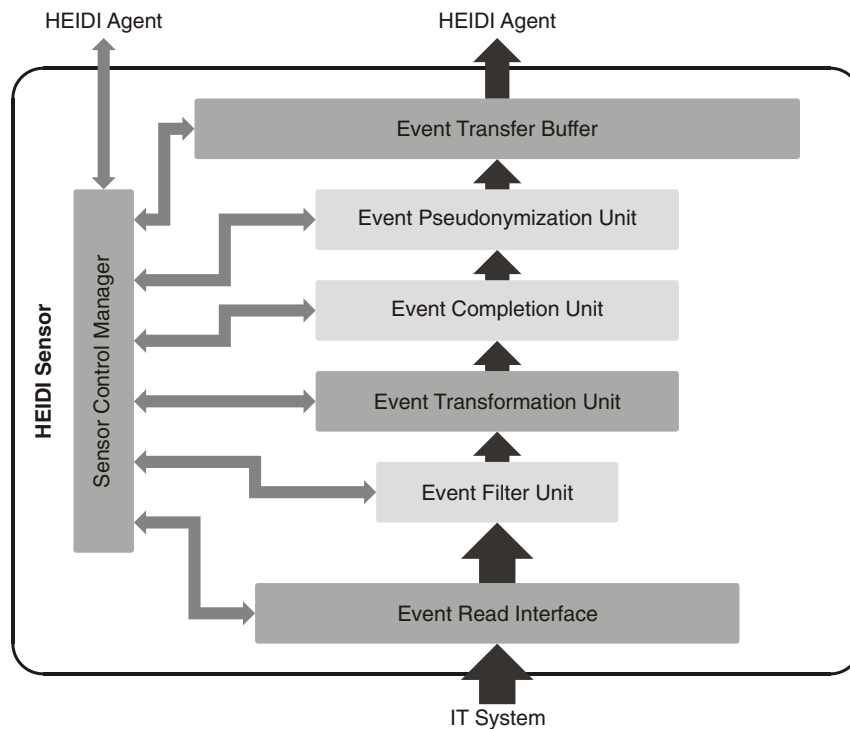 HEIDI Agent
HEIDI Agent
Event Transfer Buffer
Event Pseudonymization Unit
Event Completion Unit
Event Transformation Unit
Event Filter Unit
Event Read Interface
HEIDI Sensor
Sensor Control Manager
IT System